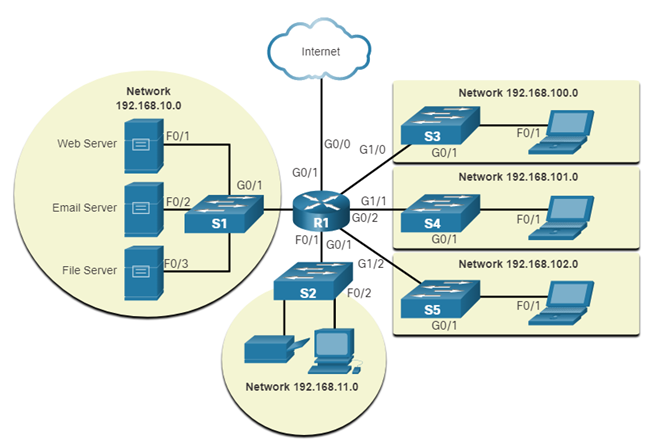 Internet
Network
192.168.10.0
Web Server
F0/1
Email Server
F0/2
File Server
F0/3
G0/1
S1
G0/0
G0/1
R1
G1/0
G1/1
G0/2
F0/1
G0/1
G1/2
S2
F0/2
Network 192.168.11.0
Network 192.168.100.0
S3
G0/1
F0/1
Network 192.168.101.0
S4
G0/1
F0/1
Network 192.168.102.0
S5
G0/1
F0/1